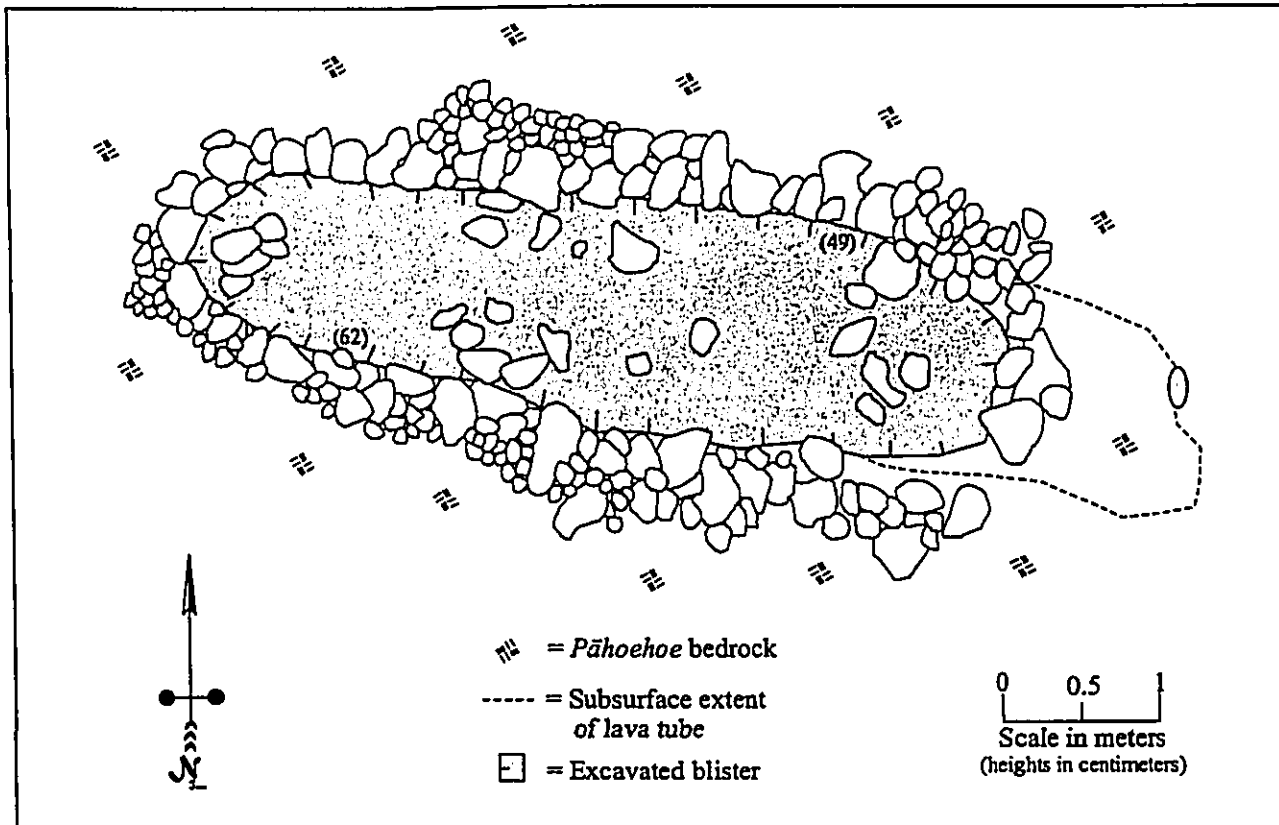 (49)
(62)
N
= Pāhoehoe bedrock
= Subsurface extent
of lava tube
= Excavated blister
0 0.5 1
Scale in meters
(heights in centimeters)